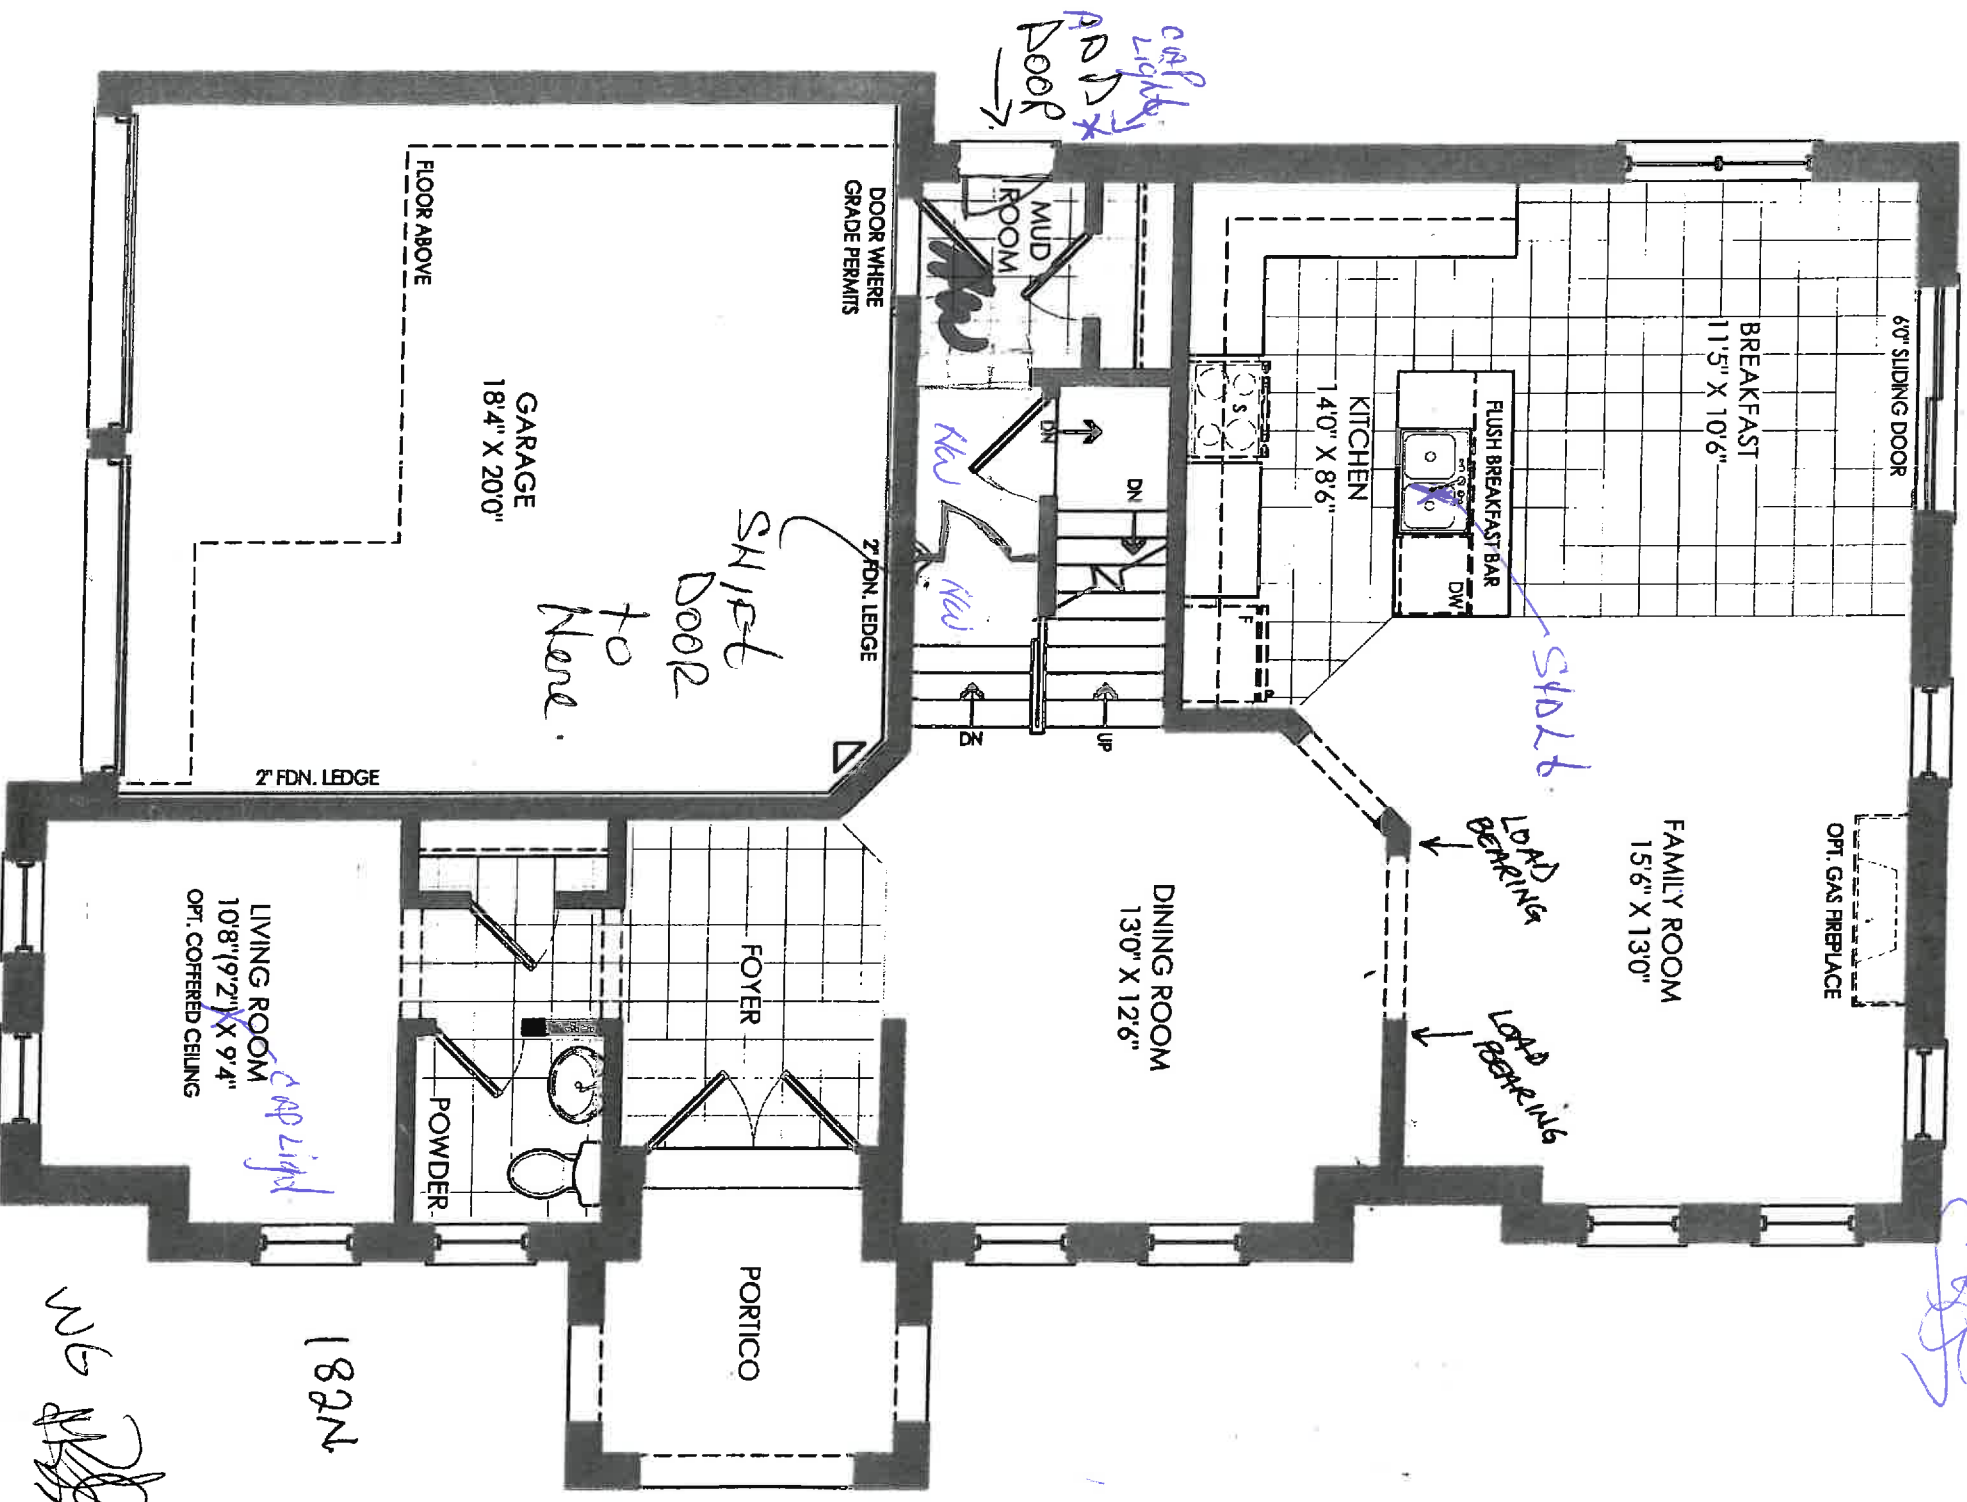 6'0" SLIDING DOOR
BREAKFAST
11'5" X 10'6"
FLUSH BREAKFAST BAR
DW
KITCHEN
14'0" X 8'6"
S
F
OPT. GAS FIREPLACE
FAMILY ROOM
15'6" X 13'0"
LOAD
BEARING
LOAD
BEARING
CAP
Light
ADD *
DOOR
MUD
ROOM
DN
DN
DN
UP
DINING ROOM
13'0" X 12'6"
DOOR WHERE
GRADE PERMITS
2" FDN. LEDGE
SHIFT
DOOR
TO
Here.
GARAGE
18'4" X 20'0"
FLOOR ABOVE
2" FDN. LEDGE
FOYER
PORTICO
POWDER
LIVING ROOM
10'8"(9'2") X 9'4"
OPT. COFFERED CEILING
CAP Light
182N